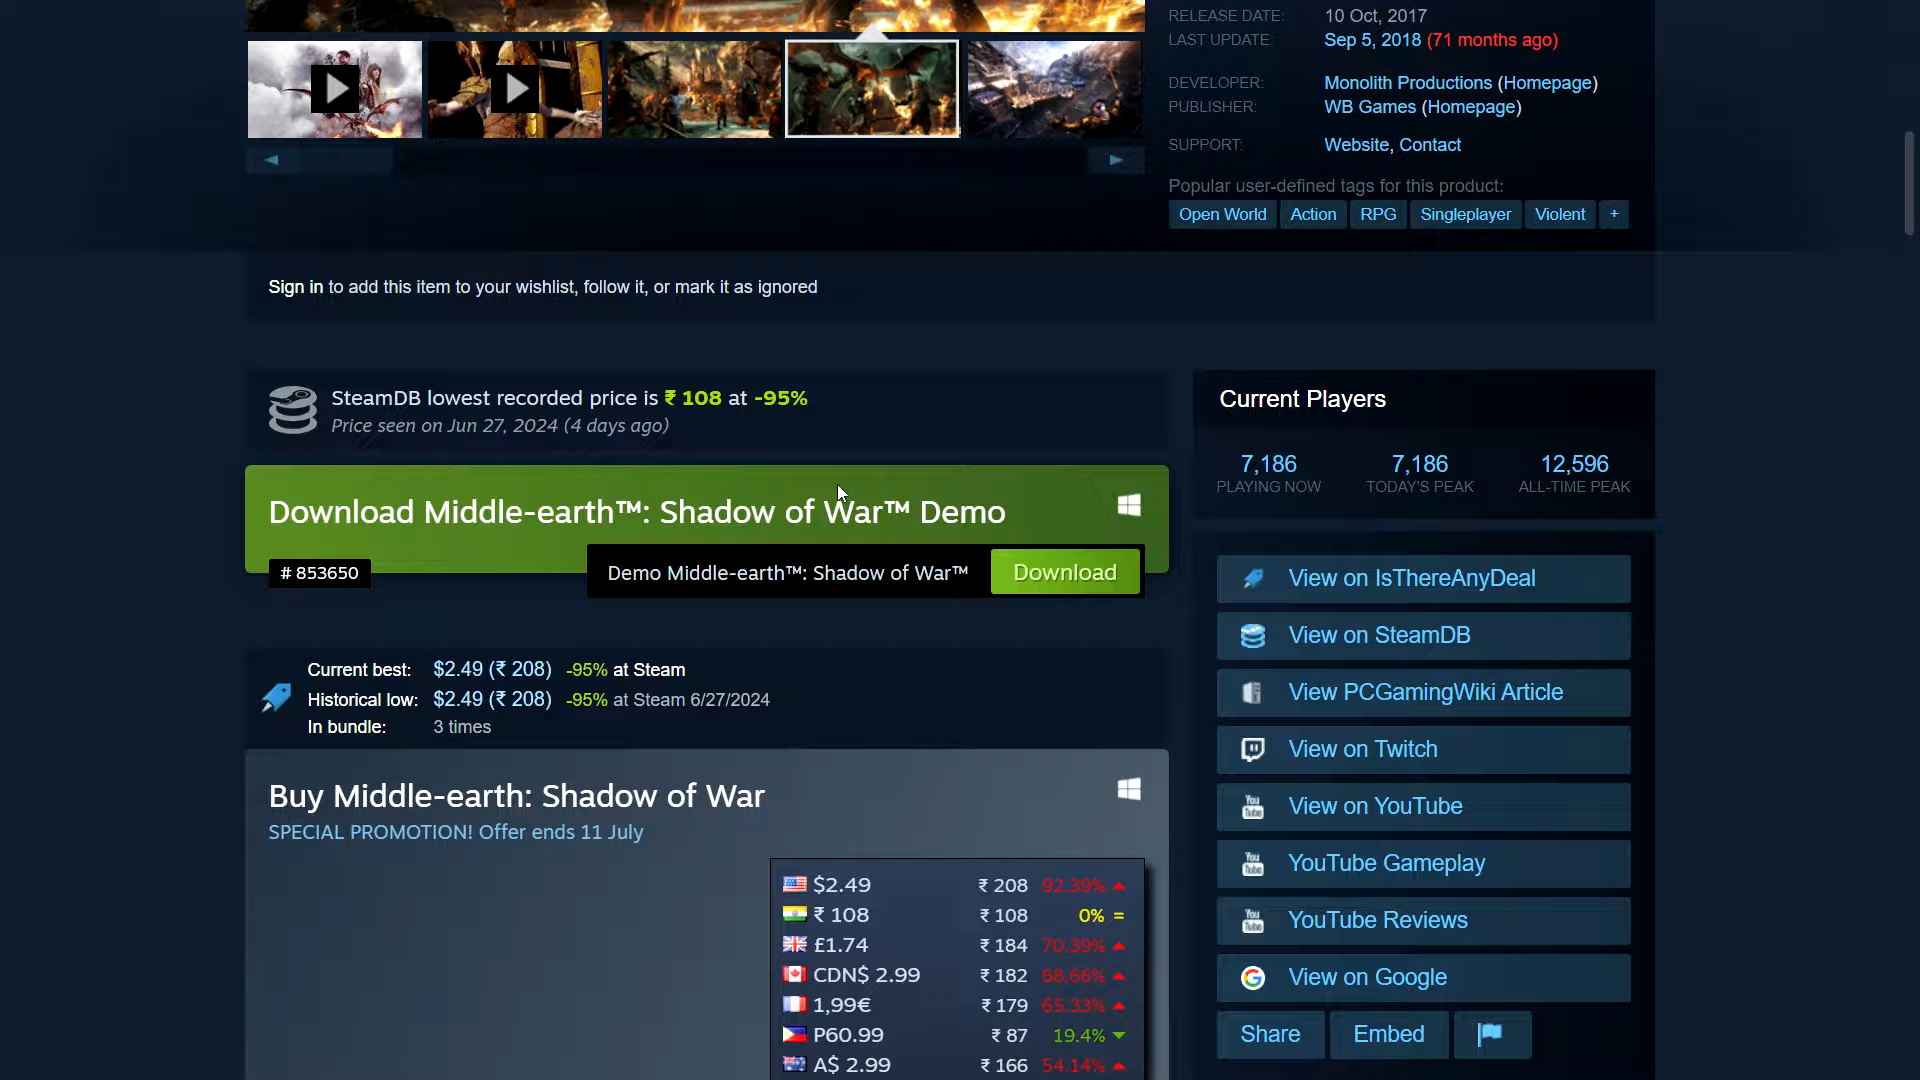 RELEASE DATE: 10 Oct, 2017
LAST UPDATE: Sep 5, 2018 (71 months ago)
DEVELOPER: Monolith Productions (Homepage)
PUBLISHER: WB Games (Homepage)
SUPPORT: Website, Contact
Popular user-defined tags for this product:
Open World Action RPG Singleplayer Violent +
Sign in to add this item to your wishlist, follow it, or mark it as ignored
SteamDB lowest recorded price is ₹ 108 at -95%
Price seen on Jun 27, 2024 (4 days ago)
Download Middle-earth™: Shadow of War™ Demo
# 853650
Demo Middle-earth™: Shadow of War™ Download
Current best: $2.49 (₹ 208) -95% at Steam
Historical low: $2.49 (₹ 208) -95% at Steam 6/27/2024
In bundle: 3 times
Buy Middle-earth: Shadow of War
SPECIAL PROMOTION! Offer ends 11 July
$2.49 ₹ 208 92.39%
₹ 108 ₹ 108 0% =
£1.74 ₹ 184 70.39%
CDN$ 2.99 ₹ 182 68.66%
1,99€ ₹ 179 65.33%
P60.99 ₹ 87 19.4%
A$ 2.99 ₹ 166 54.14%
Current Players
7,186 7,186 12,596
PLAYING NOW TODAY'S PEAK ALL-TIME PEAK
View on IsThereAnyDeal
View on SteamDB
View PCGamingWiki Article
View on Twitch
You Tube View on YouTube
You Tube YouTube Gameplay
You Tube YouTube Reviews
G View on Google
Share Embed